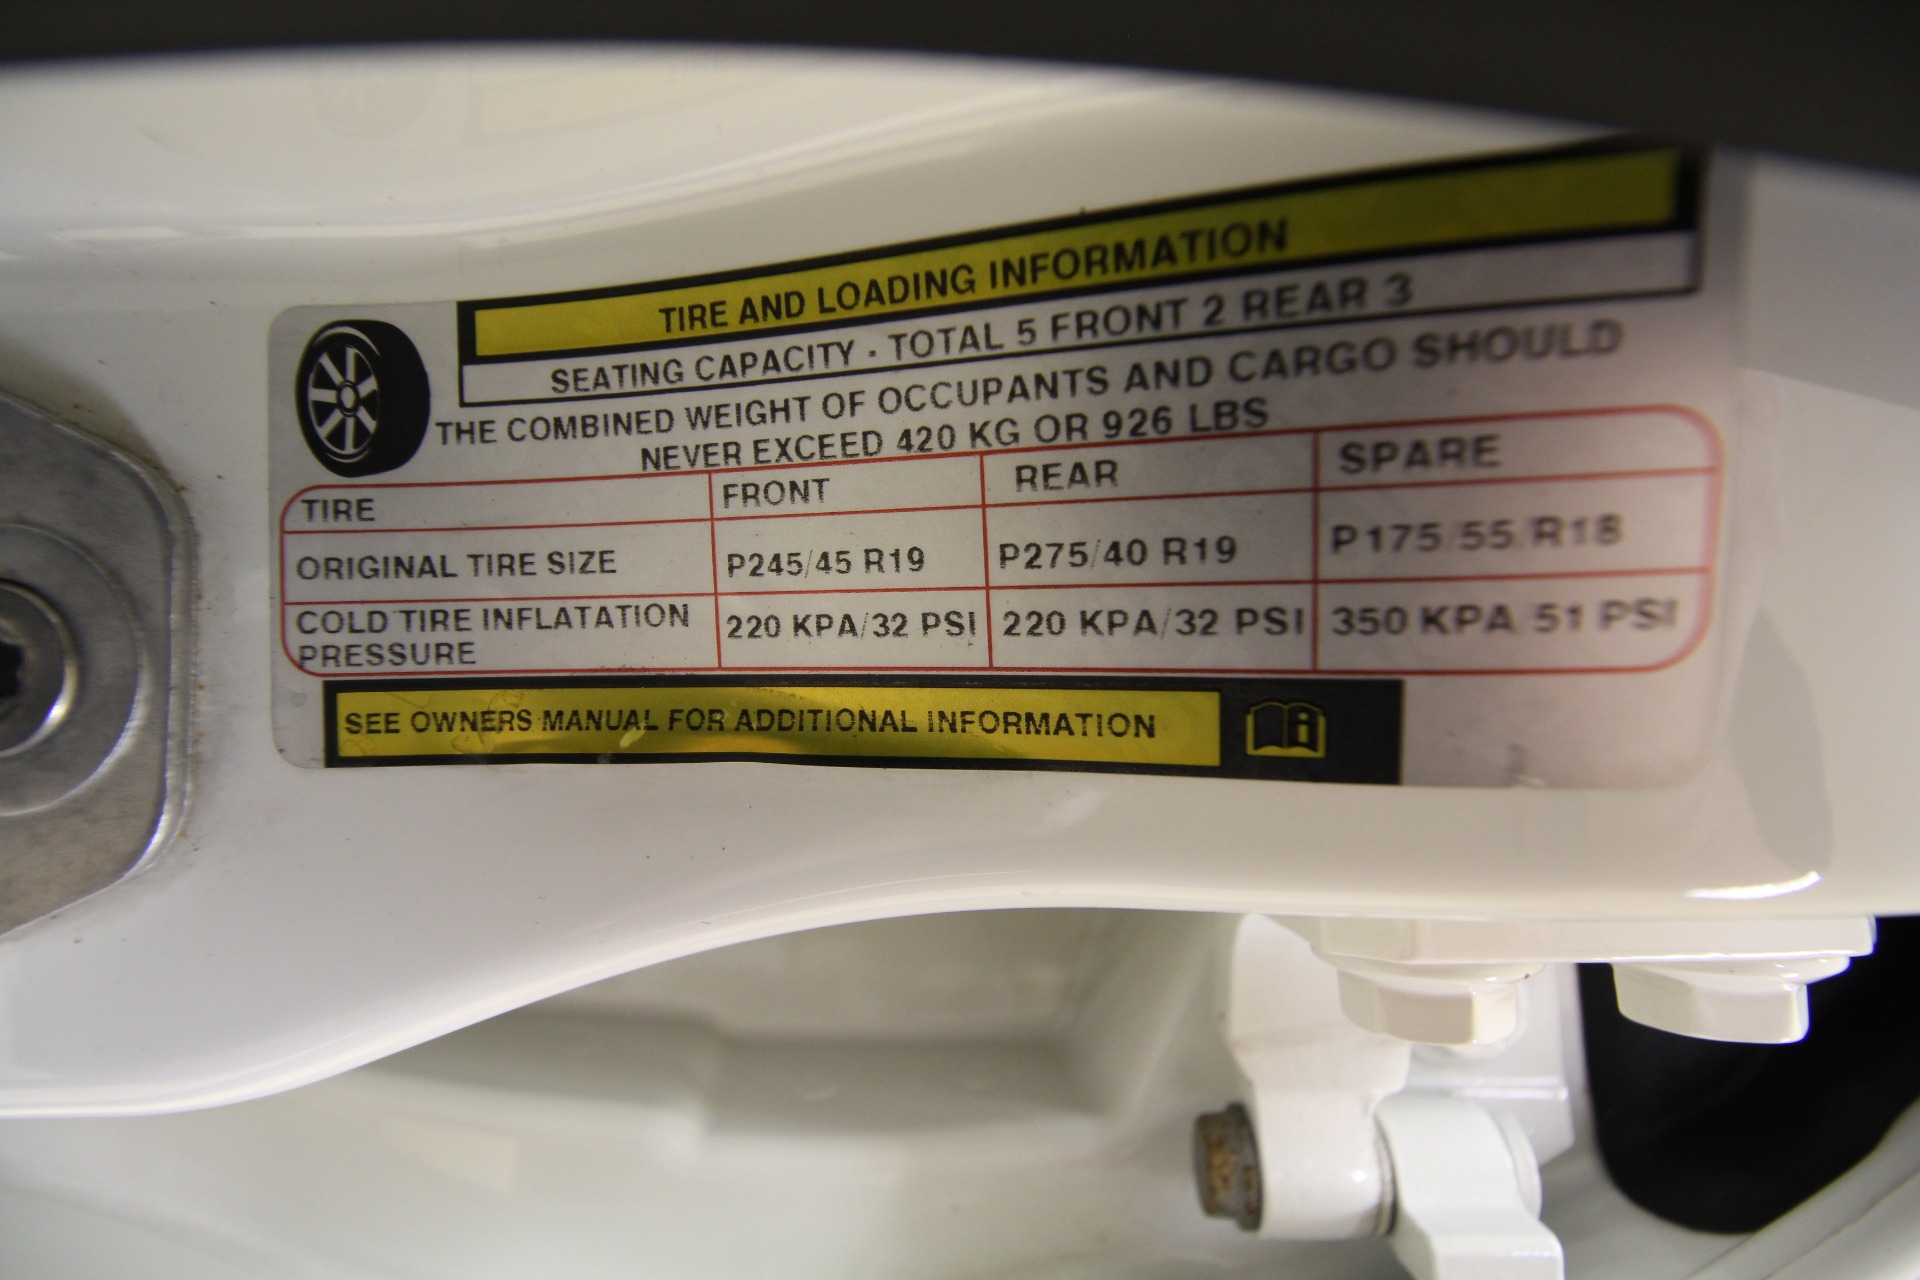 TIRE AND LOADING INFORMATION
SEATING CAPACITY · TOTAL 5 FRONT 2 REAR 3
THE COMBINED WEIGHT OF OCCUPANTS AND CARGO SHOULD
NEVER EXCEED 420 KG OR 926 LBS
TIRE FRONT REAR SPARE
ORIGINAL TIRE SIZE P245/45 R19 P275/40 R19 P175/55/R18
COLD TIRE INFLATATION
PRESSURE 220 KPA/32 PSI 220 KPA/32 PSI 350 KPA/51 PSI
SEE OWNERS MANUAL FOR ADDITIONAL INFORMATION